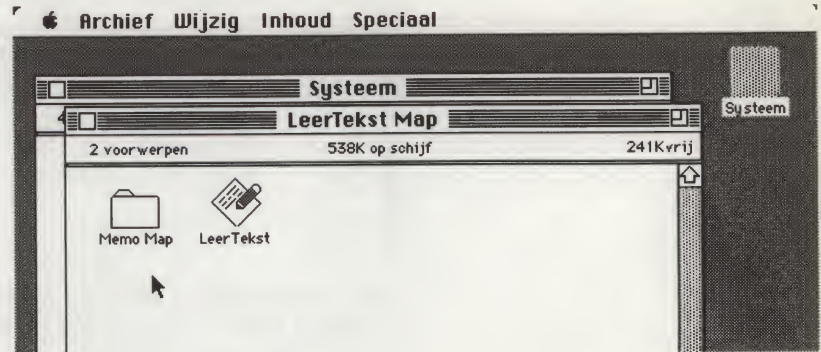 Archief Wijzig Inhoud Speciaal
Systeem
Systeem
LeerTekst Map
2 voorwerpen 538K op schijf 241K vrij
Memo Map LeerTekst